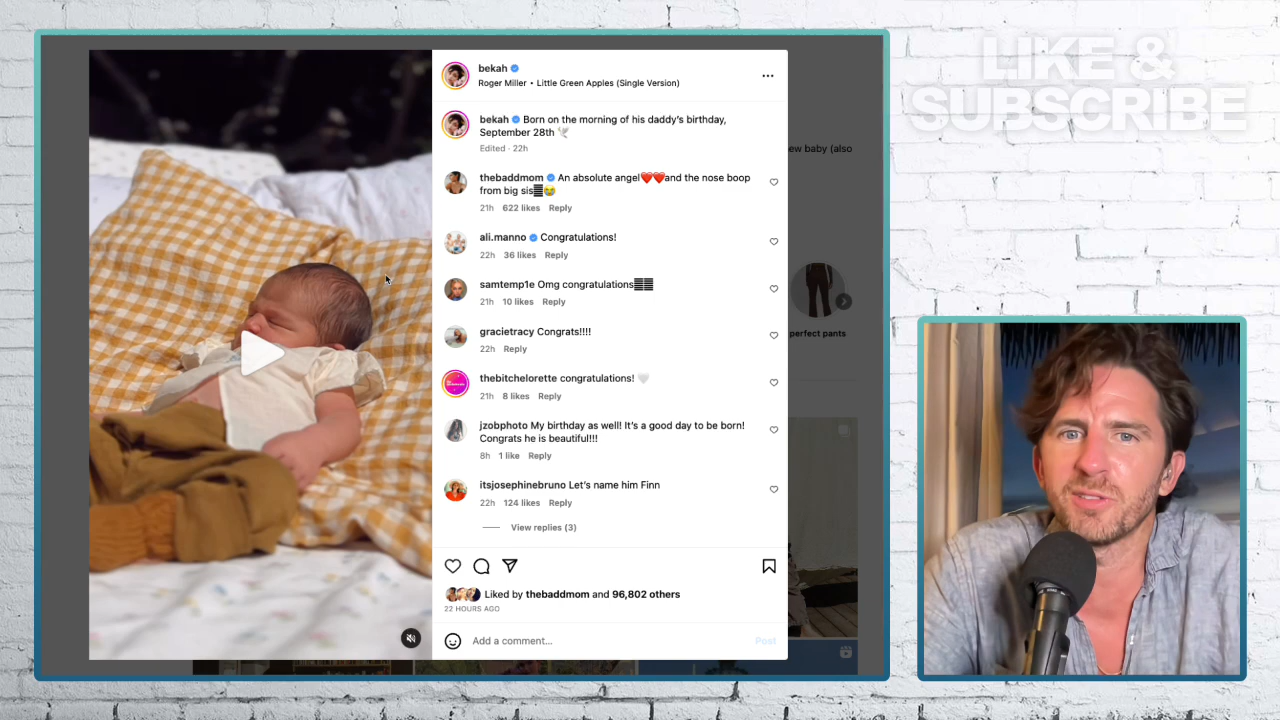 LIKE &
SUBSCRIBE
bekah
Roger Miller • Little Green Apples (Single Version)
bekah Born on the morning of his daddy's birthday,
September 28th 🕊️
Edited · 22h
ew baby (also
thebaddmom An absolute angel❤️❤️and the nose boop
from big sis😭
21h 622 likes Reply
ali.manno Congratulations!
22h 36 likes Reply
samtemp1e Omg congratulations
21h 10 likes Reply
gracietracy Congrats!!!!
22h Reply
perfect pants
thebitchelorette congratulations! 🤍
21h 8 likes Reply
jzobphoto My birthday as well! It's a good day to be born!
Congrats he is beautiful!!!
8h 1 like Reply
itsjosephinebruno Let's name him Finn
22h 124 likes Reply
View replies (3)
Liked by thebaddmom and 96,802 others
22 HOURS AGO
Add a comment...
Post